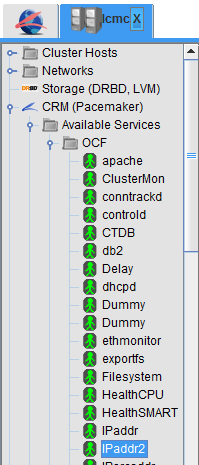 lcmc X
Cluster Hosts
Networks
DRBD Storage (DRBD, LVM)
CRM (Pacemaker)
Available Services
OCF
apache
ClusterMon
conntrackd
controld
CTDB
db2
Delay
dhcpd
Dummy
Dummy
ethmonitor
exportfs
Filesystem
HealthCPU
HealthSMART
IPaddr
IPaddr2